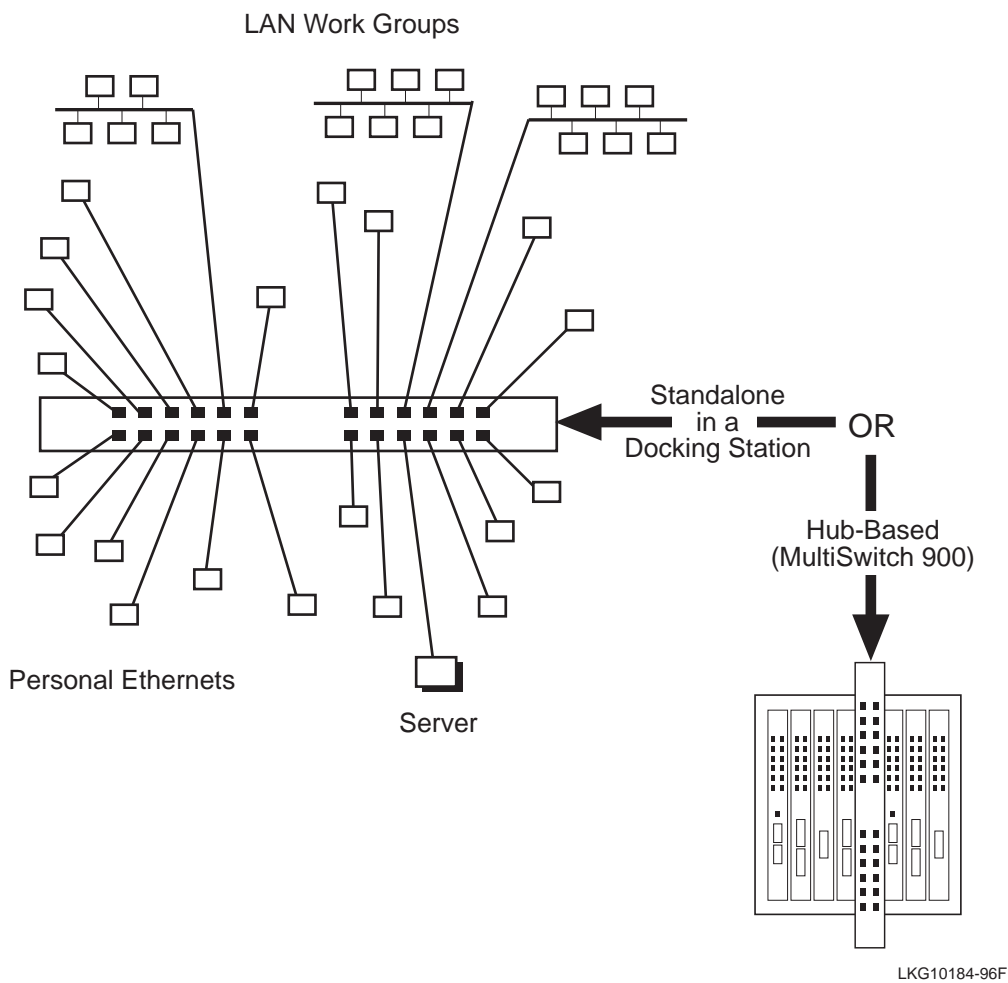 LAN Work Groups
Standalone
in a
Docking Station
OR
Hub-Based
(MultiSwitch 900)
Personal Ethernets
Server
LKG10184-96F